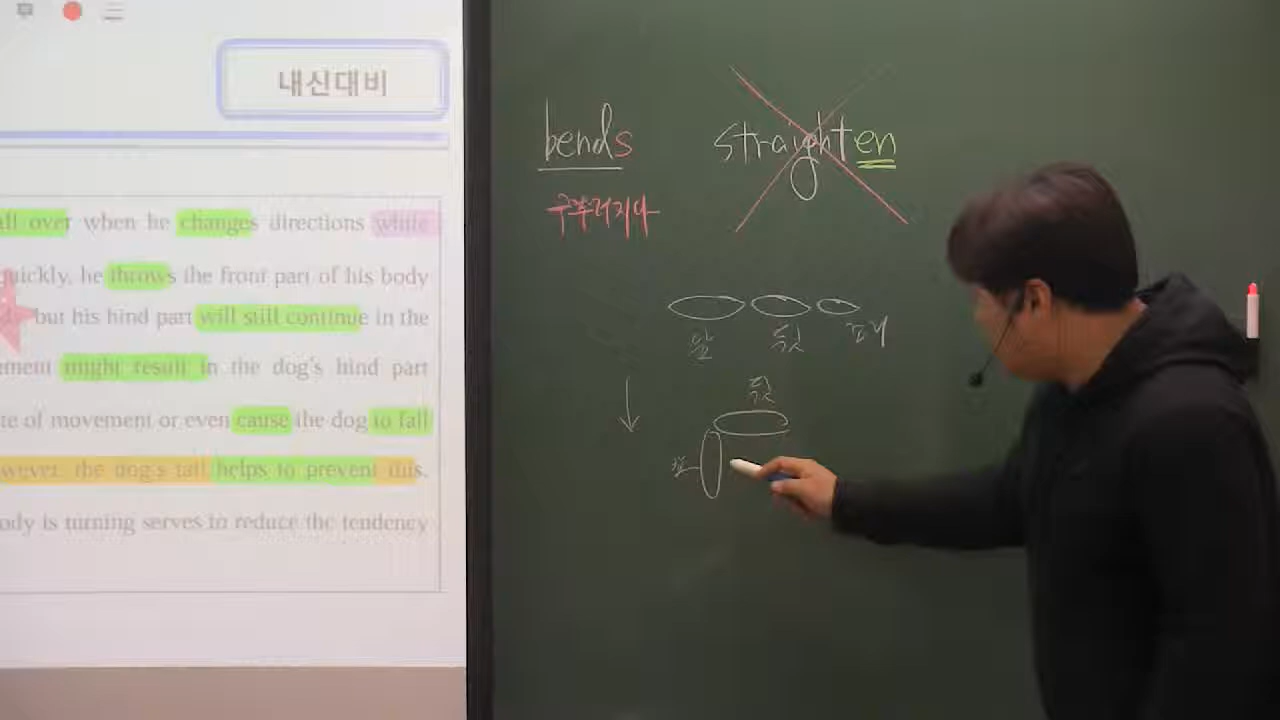 내신대비
all over when he changes directions while
quickly, he throws the front part of his body
but his hind part will still continue in the
might result in the dog's hind part
of movement or even cause the dog to fall
the dog's tail helps to prevent this.
is turning serves to reduce the tendency
bends
straighten
구부러지다
앞
뒷
꼬리
뒷
앞